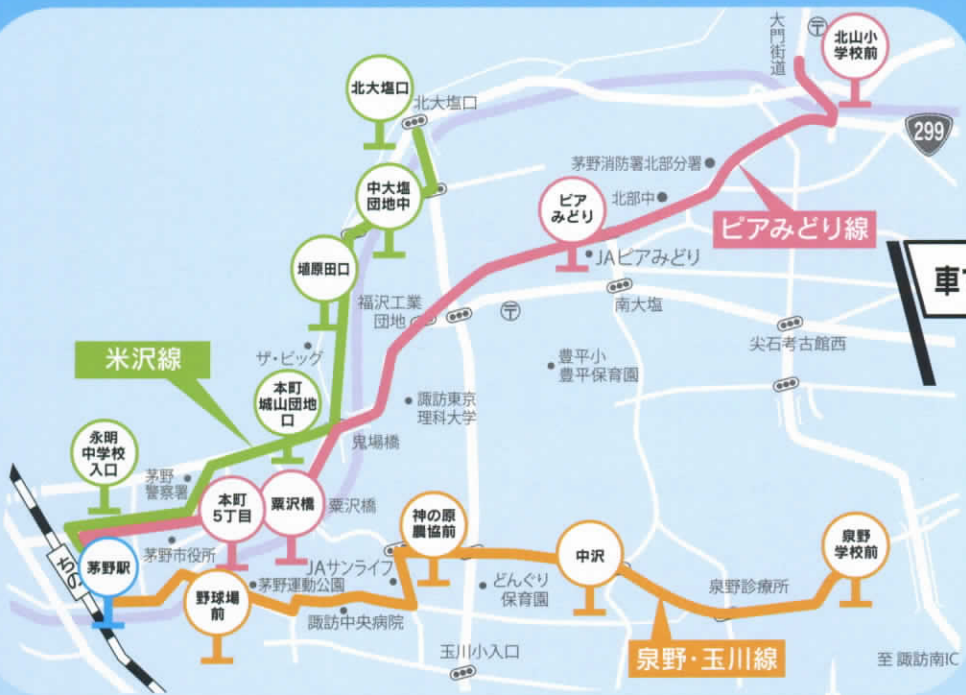 大門街道
北山小
学校前
北大塩口
北大塩口
299
茅野消防署北部分署
中大塩
団地中
ピア
みどり
北部中
ピアみどり線
埴原田口
JAピアみどり
車
福沢工業
団地
南大塩
米沢線
ザ・ビッグ
尖石考古館西
豊平小
豊平保育園
本町
城山団地
口
諏訪東京
理科大学
永明
中学校
入口
鬼場橋
茅野
警察署
本町
5丁目
粟沢橋
粟沢橋
神の原
農協前
ちの
茅野駅
茅野市役所
JAサンライフ
中沢
泉野
学校前
野球場
前
茅野運動公園
どんぐり
保育園
泉野診療所
諏訪中央病院
玉川小入口
泉野・玉川線
至 諏訪南IC